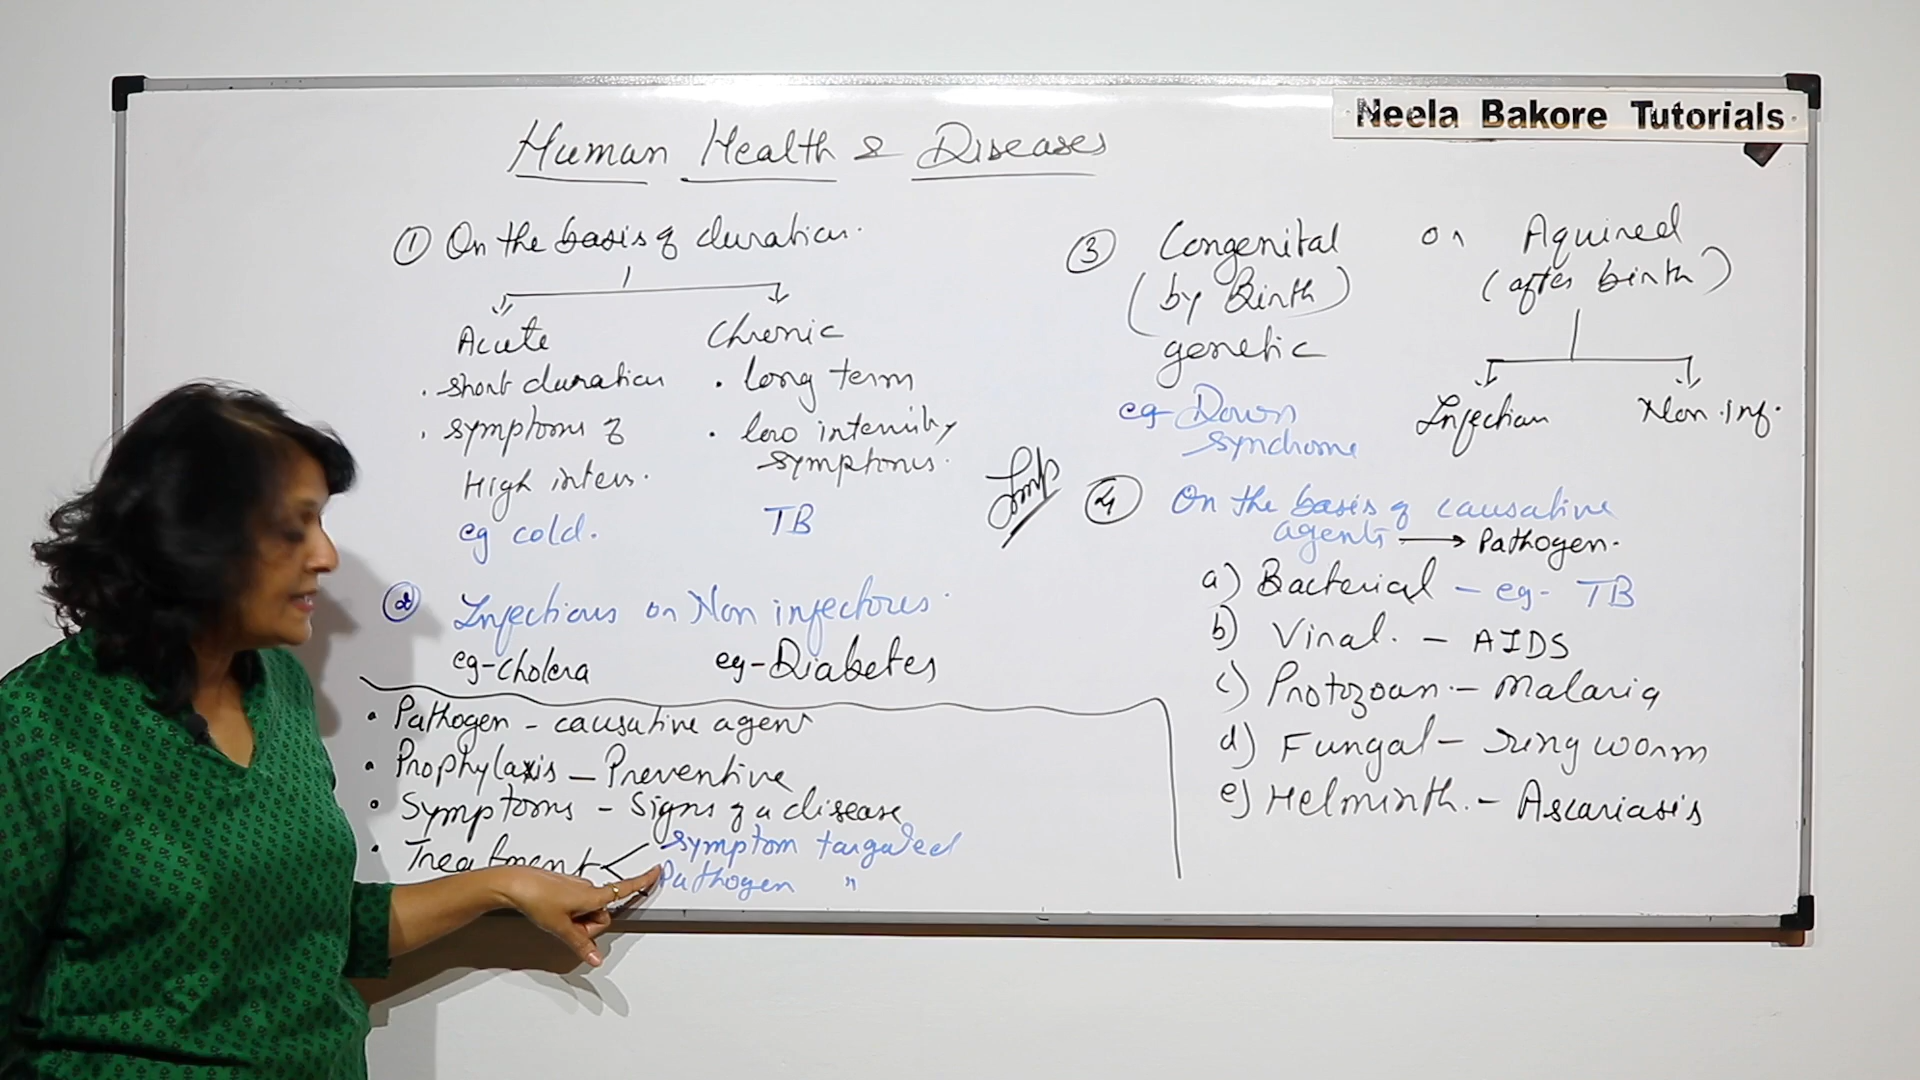 Neela Bakore Tutorials
Human Health & Diseases
① On the basis of duration.
Acute
• short duration
• symptoms of
High intens.
eg cold.
Chronic
• long term
• low intensity
symptoms.
TB
② Infectious or Non infectious.
eg-cholera
eg-Diabetes
• Pathogen - causative agent
• Prophylaxis - Preventive
• Symptoms - Signs of a disease
• Treatment
symptom targated
Pathogen "
③ Congenital or Aquired
(by Birth) (after birth)
genetic
eg-Down
syndrome
Infection
Non.inf.
Imp
④ On the basis of causative
agents → Pathogen.
a) Bacterial - eg- TB
b) Viral. - AIDS
c) Protozoan - Malaria
d) Fungal - ring worm
e) Helminth. - Ascariasis